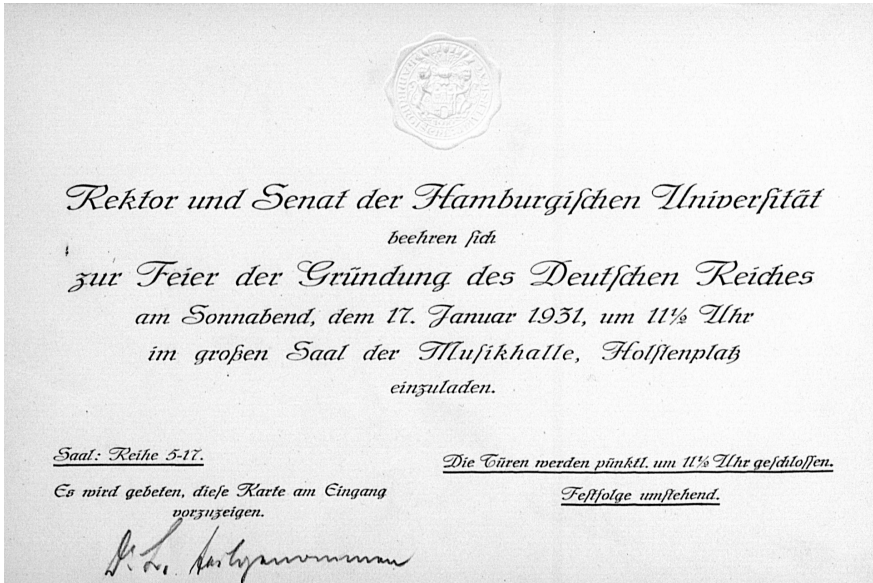 Rektor und Senat der Hamburgiſchen Univerſität
beehren ſich
zur Feier der Gründung des Deutſchen Reiches
am Sonnabend, dem 17. Januar 1931, um 11½ Uhr
im großen Saal der Muſikhalle, Holſtenplatz
einzuladen.
Saal: Reihe 5-17.
Es wird gebeten, dieſe Karte am Eingang
vorzuzeigen.
Die Türen werden pünktl. um 11½ Uhr geſchloſſen.
Feſtfolge umſtehend.
D. L. teilgenommen